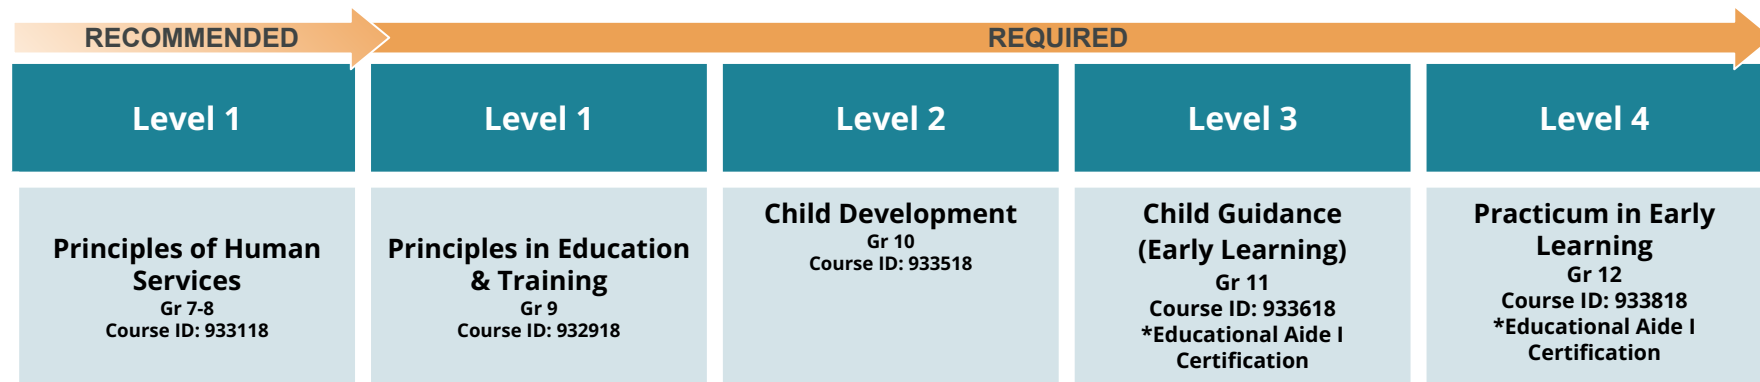 RECOMMENDED
REQUIRED
Level 1
Level 1
Level 2
Level 3
Level 4
Principles of Human
Services
Gr 7-8
Course ID: 933118
Principles in Education
& Training
Gr 9
Course ID: 932918
Child Development
Gr 10
Course ID: 933518
Child Guidance
(Early Learning)
Gr 11
Course ID: 933618
*Educational Aide I
Certification
Practicum in Early
Learning
Gr 12
Course ID: 933818
*Educational Aide I
Certification